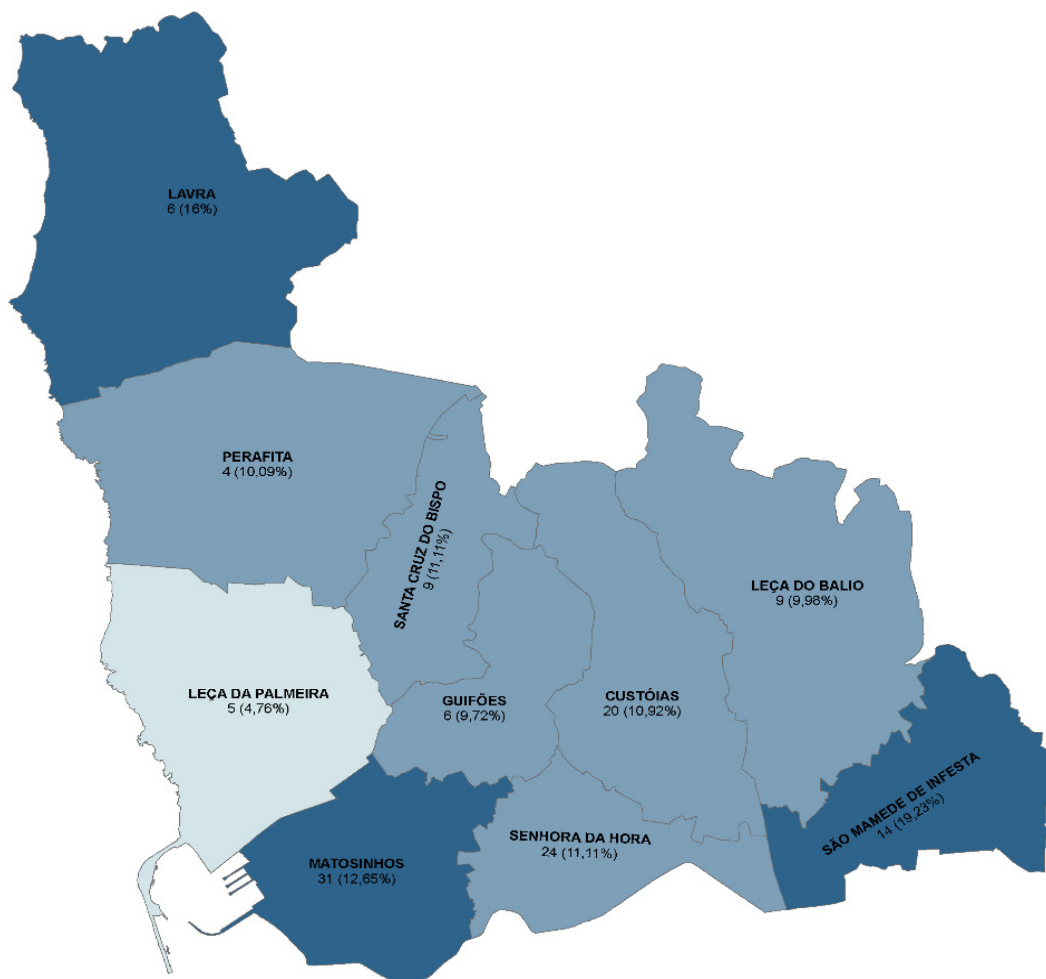 LAVRA
6 (16%)
PERAFITA
4 (10,09%)
SANTA CRUZ DO BISPO
9 (11,11%)
LEÇA DO BALIO
9 (9,98%)
LEÇA DA PALMEIRA
5 (4,76%)
GUIFÕES
6 (9,72%)
CUSTÓIAS
20 (10,92%)
SÃO MAMEDE DE INFESTA
14 (19,23%)
SENHORA DA HORA
24 (11,11%)
MATOSINHOS
31 (12,65%)